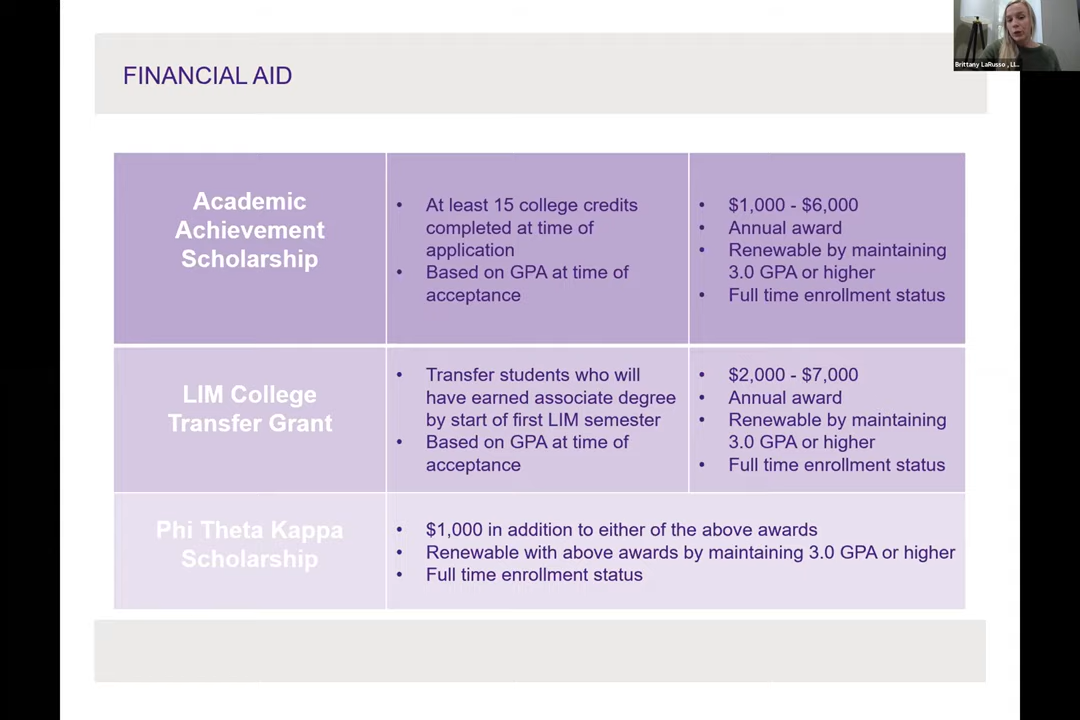 Brittany LaRusso , LI...
FINANCIAL AID
Academic
Achievement
Scholarship
• At least 15 college credits
completed at time of
application
• Based on GPA at time of
acceptance
• $1,000 - $6,000
• Annual award
• Renewable by maintaining
3.0 GPA or higher
• Full time enrollment status
LIM College
Transfer Grant
• Transfer students who will
have earned associate degree
by start of first LIM semester
• Based on GPA at time of
acceptance
• $2,000 - $7,000
• Annual award
• Renewable by maintaining
3.0 GPA or higher
• Full time enrollment status
Phi Theta Kappa
Scholarship
• $1,000 in addition to either of the above awards
• Renewable with above awards by maintaining 3.0 GPA or higher
• Full time enrollment status